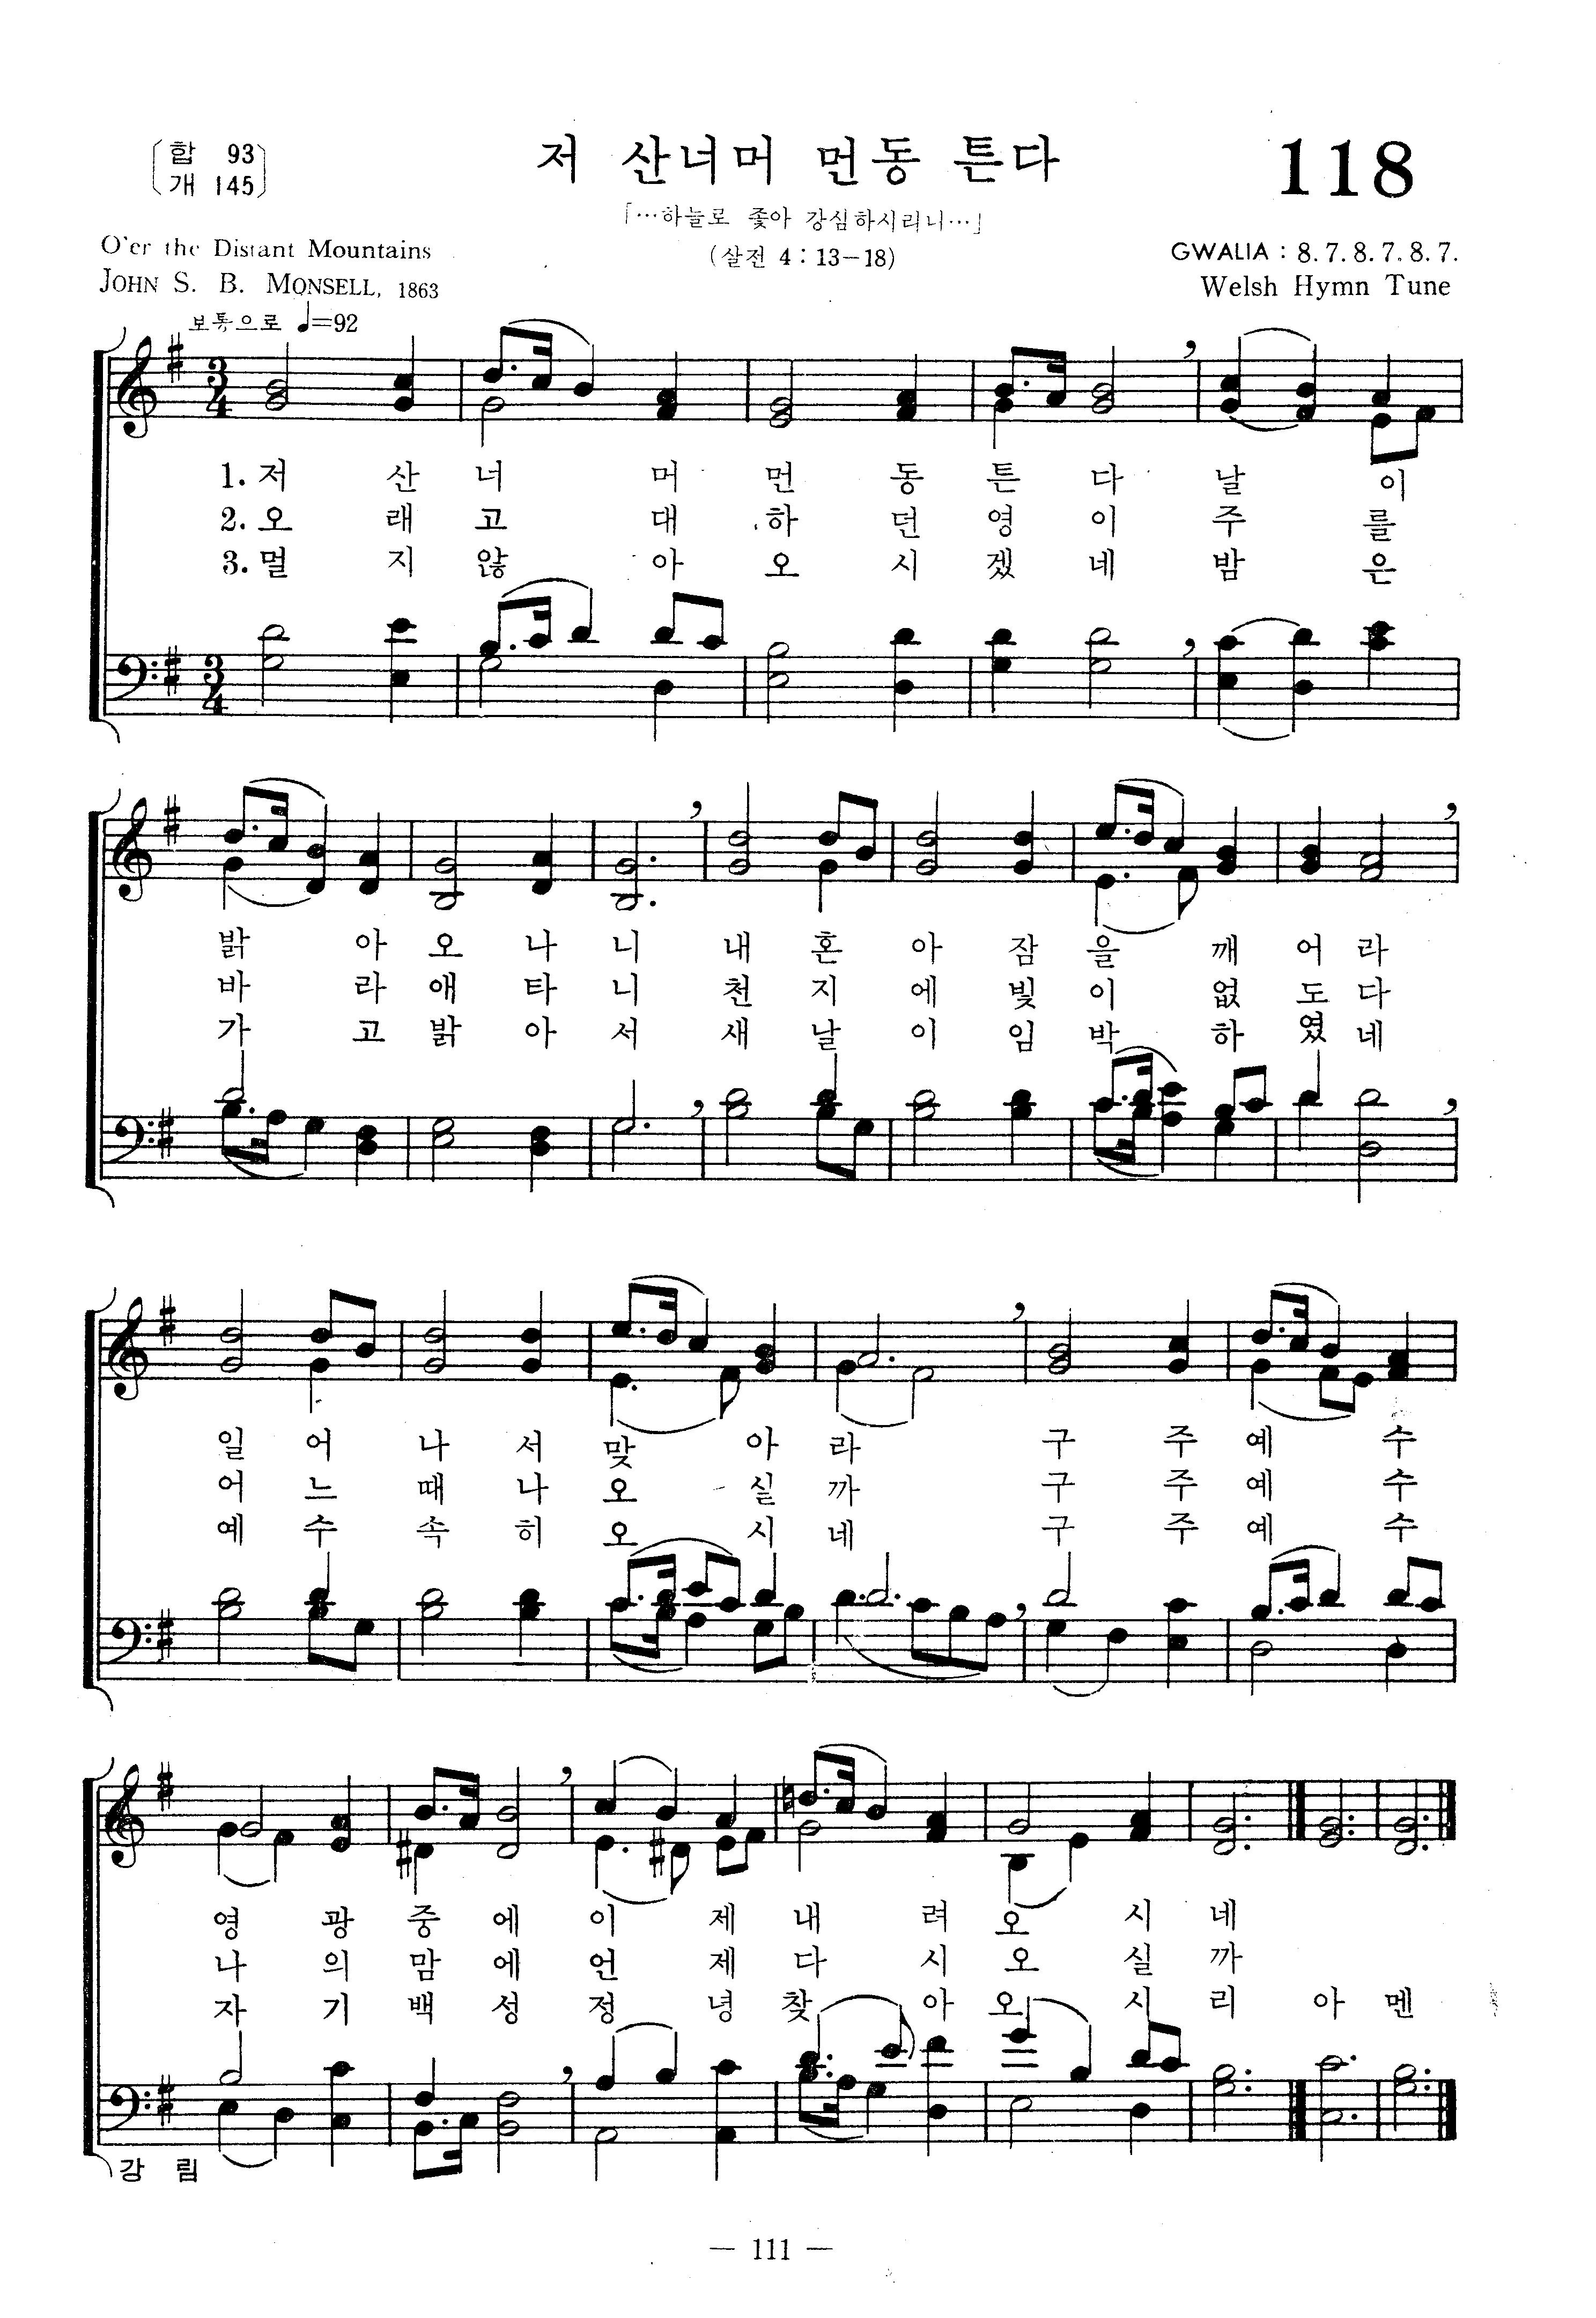 합 93
개 145
저 산너머 먼동 튼다
118
「…하늘로 좇아 강심하시리니…」
(살전 4 : 13-18)
O'er the Distant Mountains
JOHN S. B. MONSELL, 1863
GWALIA : 8. 7. 8. 7. 8. 7.
Welsh Hymn Tune
보통으로 ♩=92
1. 저 산 너 머 먼 동 튼 다 날 이
2. 오 래 고 대 하 던 영 이 주 를
3. 멀 지 않 아 오 시 겠 네 밤 은
밝 아 오 나 니 내 혼 아 잠 을 깨 어 라
바 라 애 타 니 천 지 에 빛 이 없 도 다
가 고 밝 아 서 새 날 이 임 박 하 였 네
일 어 나 서 맞 아 라 구 주 예 수
어 느 때 나 오 실 까 구 주 예 수
예 수 속 히 오 시 네 구 주 예 수
영 광 중 에 이 제 내 려 오 시 네
나 의 맘 에 언 제 다 시 오 실 까
자 기 백 성 정 녕 찾 아 오 시 리 아 멘
강 림
— 111 —